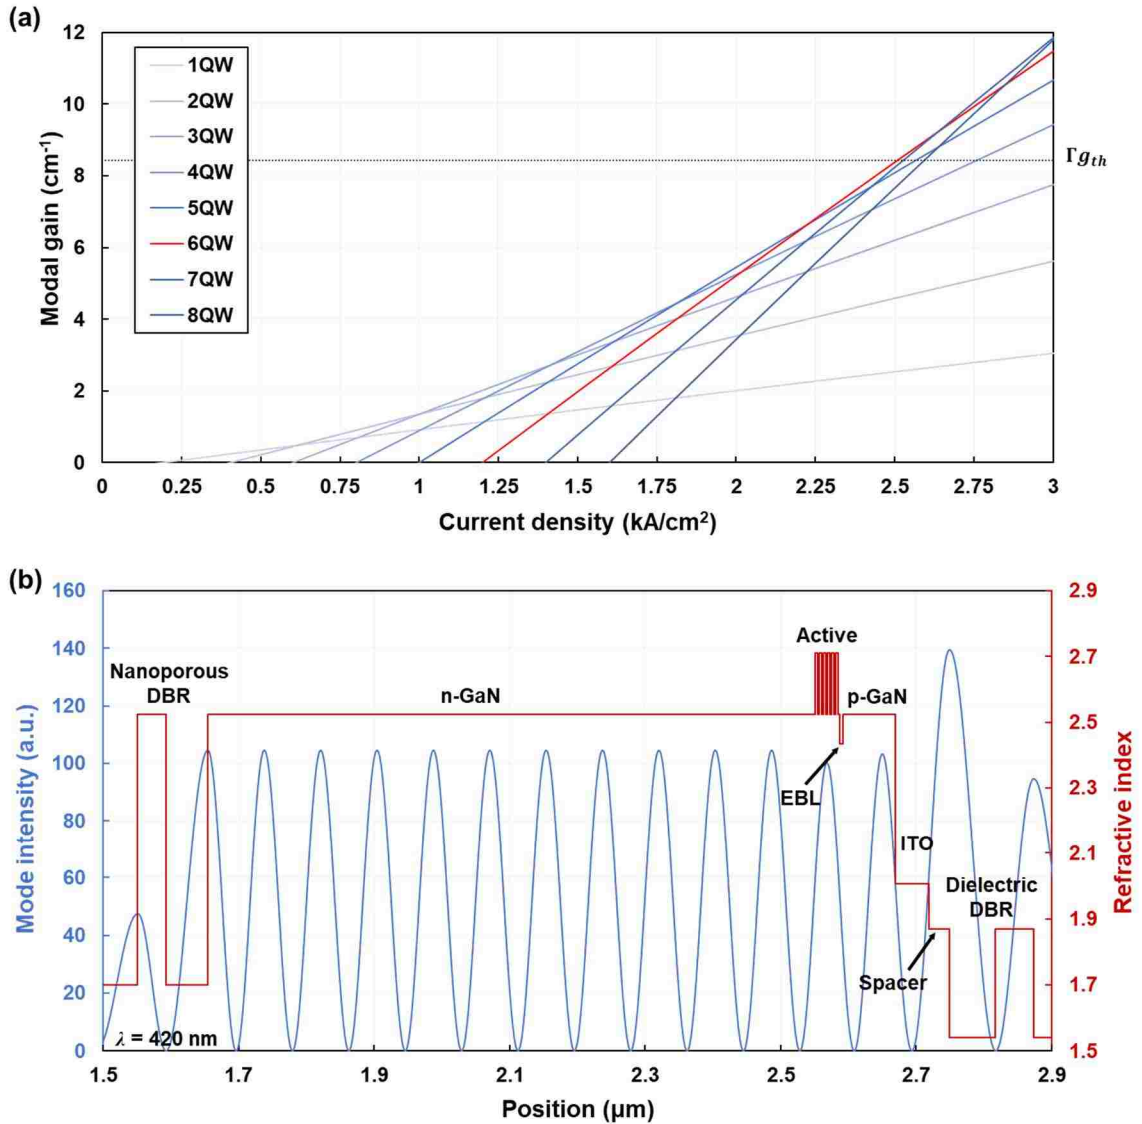 (a)
12
10
8
6
4
2
0
Modal gain (cm⁻¹)
1QW
2QW
3QW
4QW
5QW
6QW
7QW
8QW
Γg_th
0 0.25 0.5 0.75 1 1.25 1.5 1.75 2 2.25 2.5 2.75 3
Current density (kA/cm²)
(b)
160
140
120
100
80
60
40
20
0
Mode intensity (a.u.)
Nanoporous
DBR
n-GaN
Active
p-GaN
EBL
ITO
Dielectric
DBR
Spacer
λ = 420 nm
2.9
2.7
2.5
2.3
2.1
1.9
1.7
1.5
Refractive index
1.5 1.7 1.9 2.1 2.3 2.5 2.7 2.9
Position (μm)